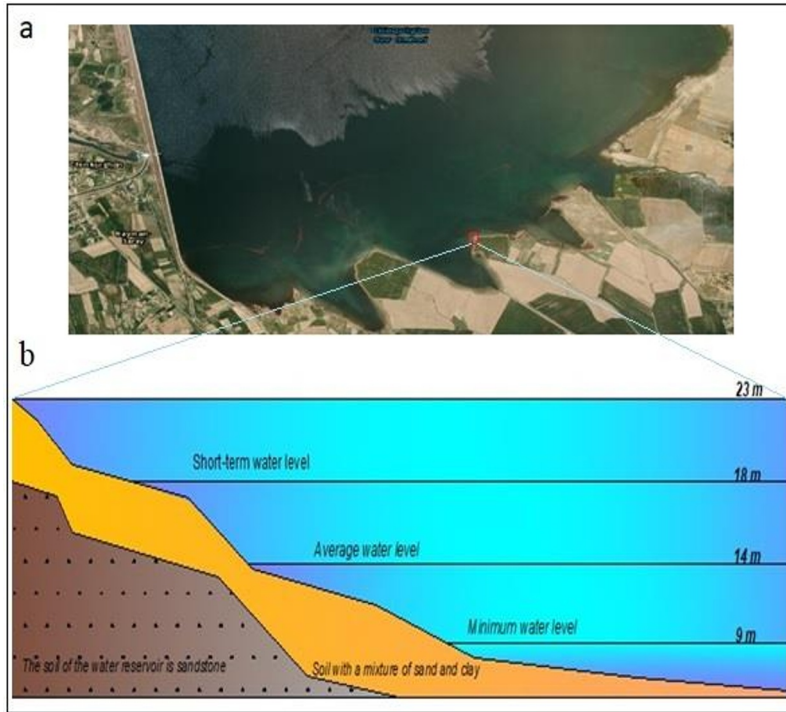 a
b
23 m
Short-term water level
18 m
Average water level
14 m
Minimum water level
9 m
The soil of the water reservoir is sandstone
Soil with a mixture of sand and clay